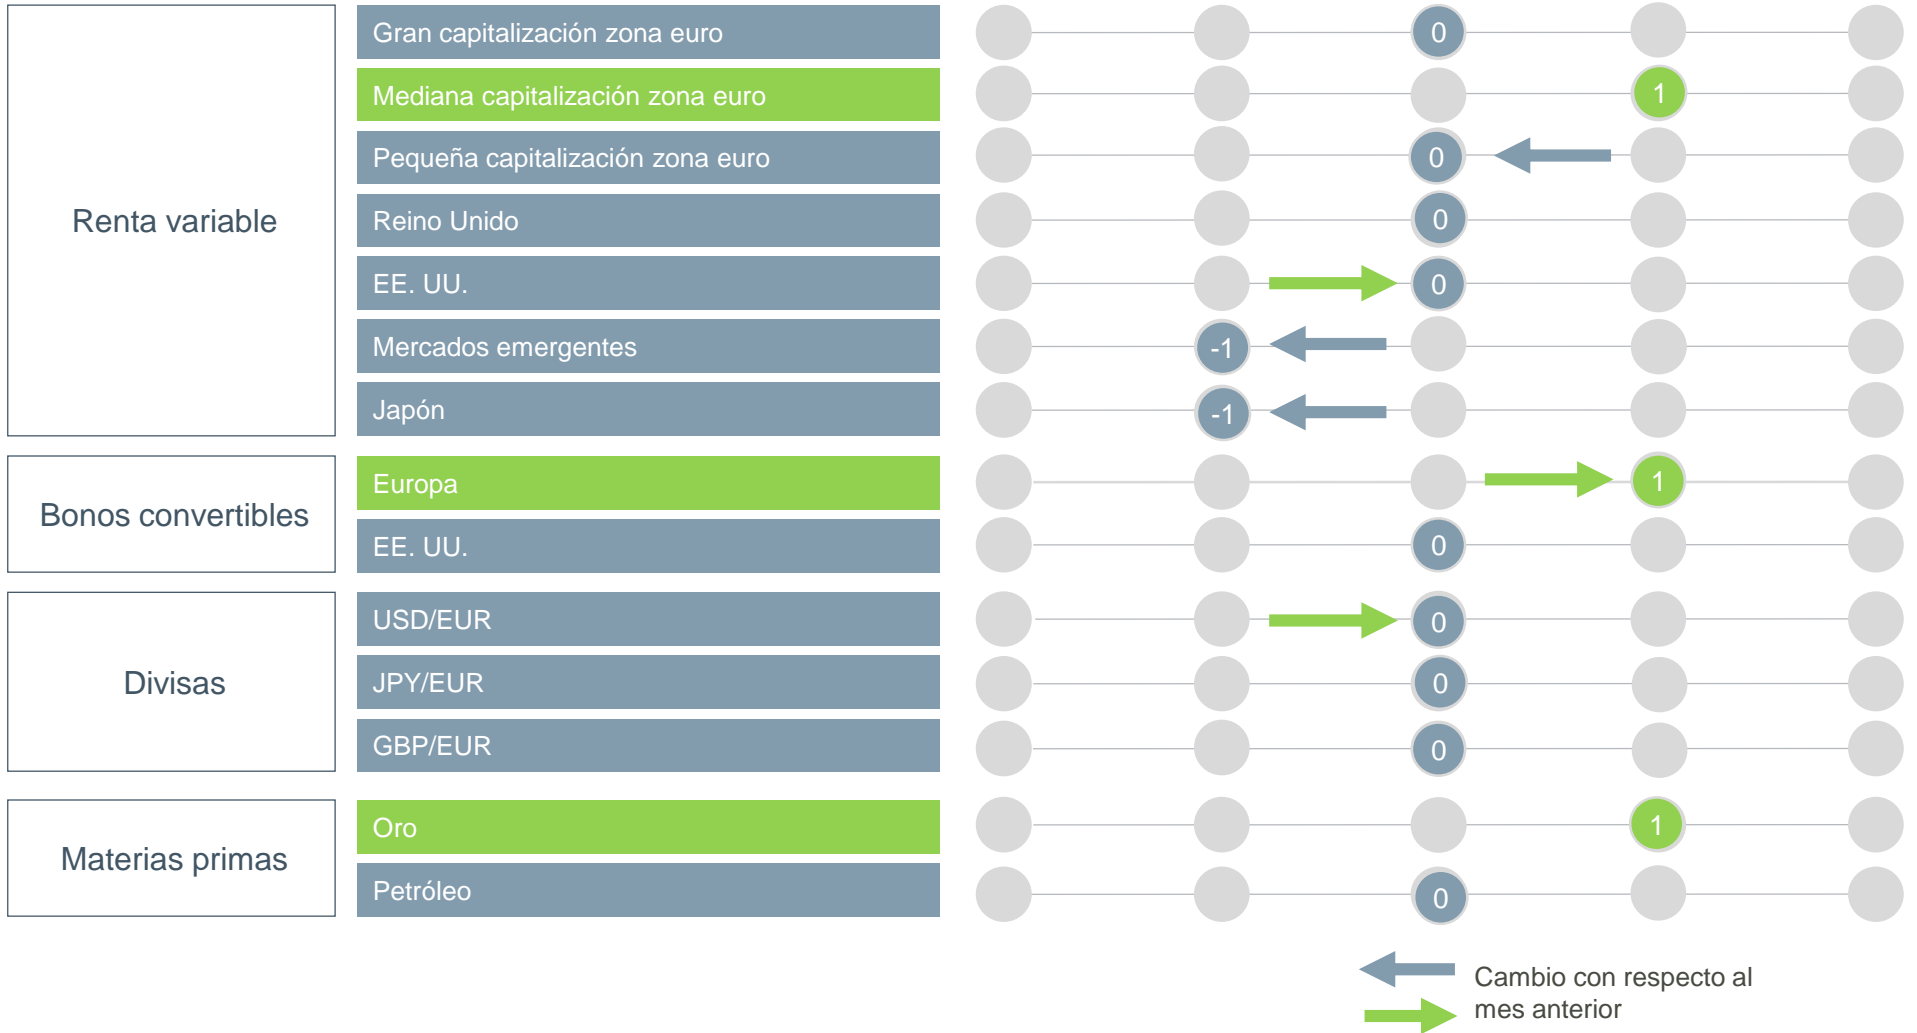 Renta variable
Gran capitalización zona euro
0
Mediana capitalización zona euro
1
Pequeña capitalización zona euro
0
Reino Unido
0
EE. UU.
0
Mercados emergentes
-1
Japón
-1
Bonos convertibles
Europa
1
EE. UU.
0
Divisas
USD/EUR
0
JPY/EUR
0
GBP/EUR
0
Materias primas
Oro
1
Petróleo
0
Cambio con respecto al
mes anterior